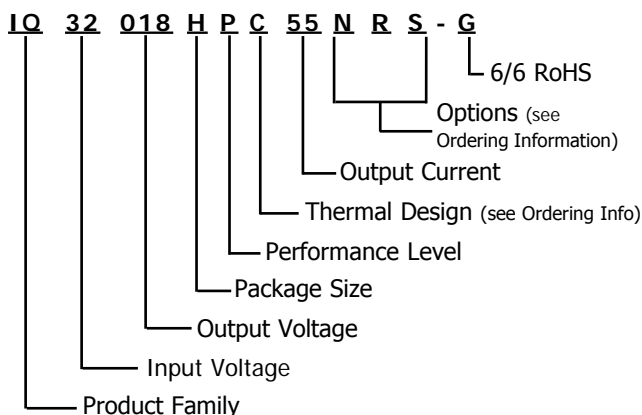 IQ 32 018 H P C 55 N R S - G
6/6 RoHS
Options (see
Ordering Information)
Output Current
Thermal Design (see Ordering Info)
Performance Level
Package Size
Output Voltage
Input Voltage
Product Family